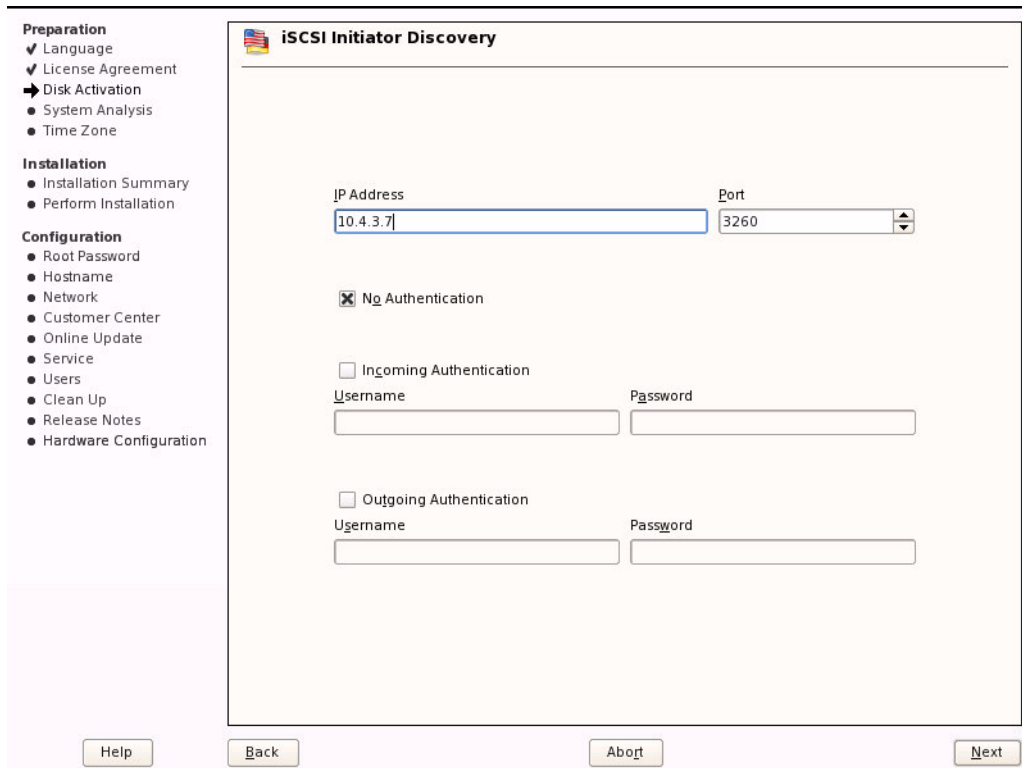 Preparation
Language
License Agreement
Disk Activation
System Analysis
Time Zone
Installation
Installation Summary
Perform Installation
Configuration
Root Password
Hostname
Network
Customer Center
Online Update
Service
Users
Clean Up
Release Notes
Hardware Configuration
iSCSI Initiator Discovery
IP Address Port
10.4.3.7 3260
No Authentication
Incoming Authentication
Username Password
Outgoing Authentication
Username Password
Help Back Abort Next